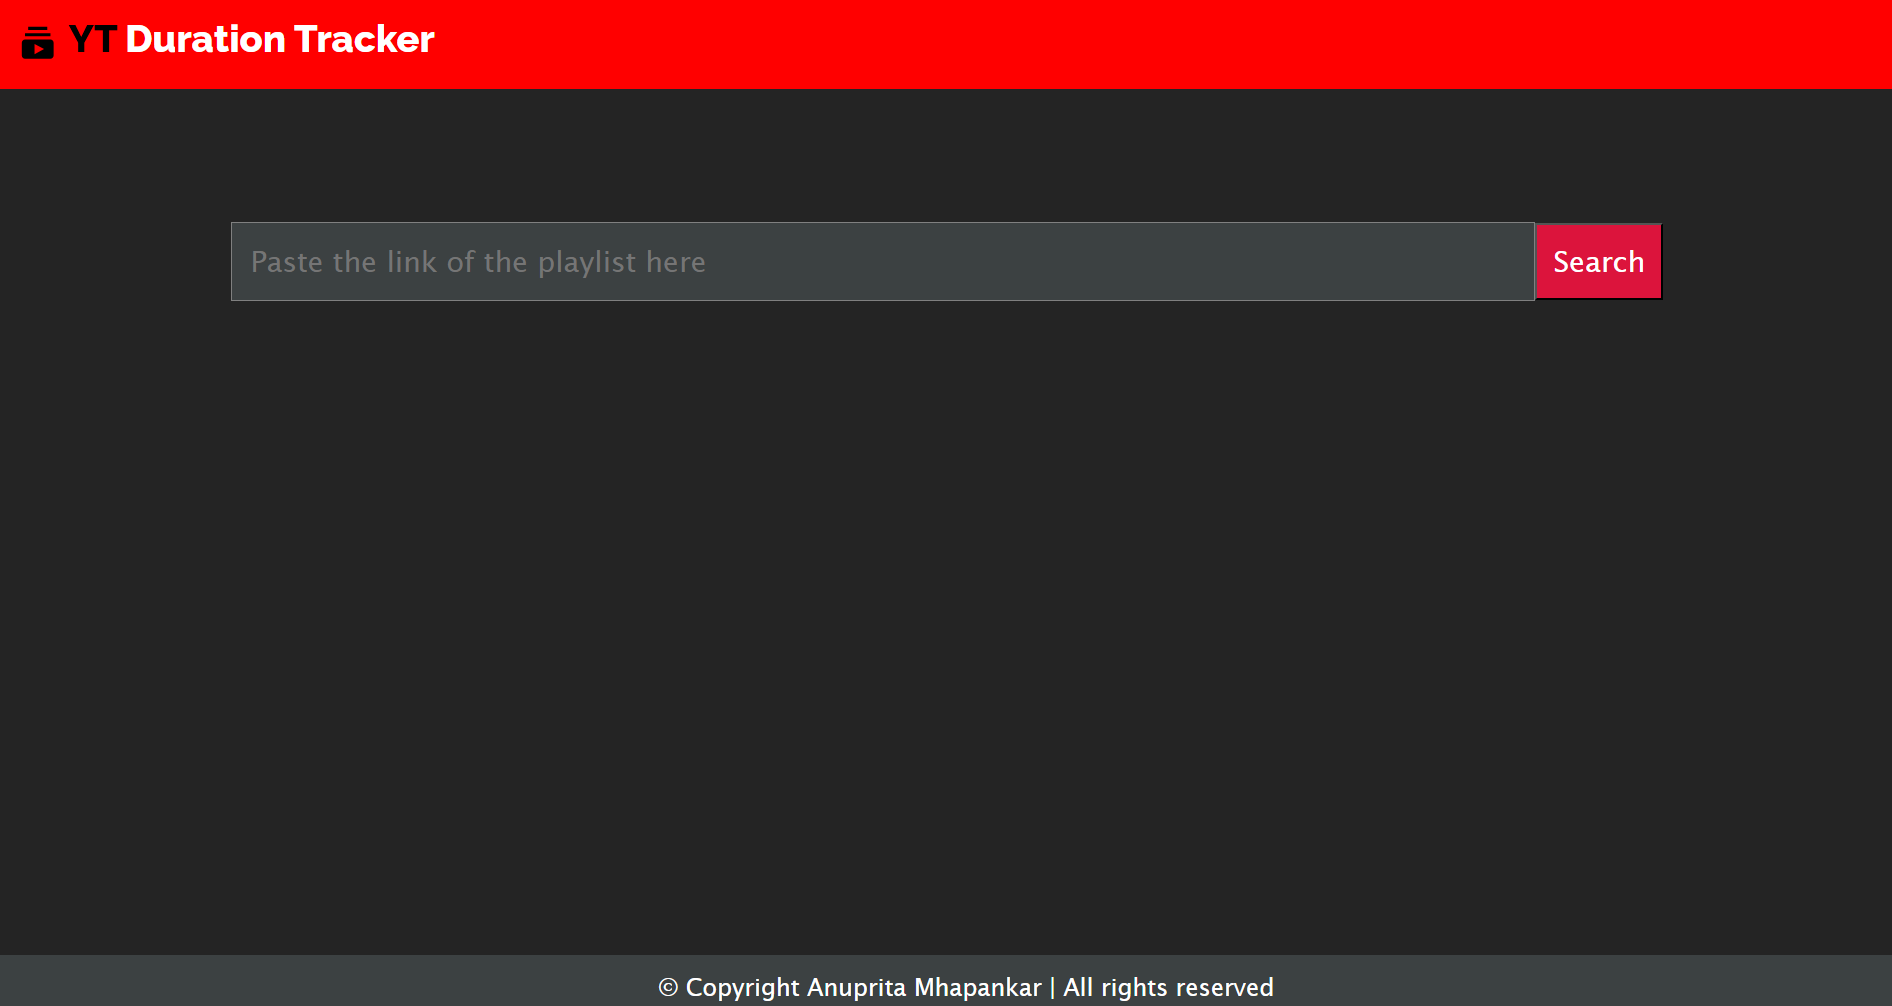 YT Duration Tracker
Paste the link of the playlist here
Search
© Copyright Anuprita Mhapankar | All rights reserved